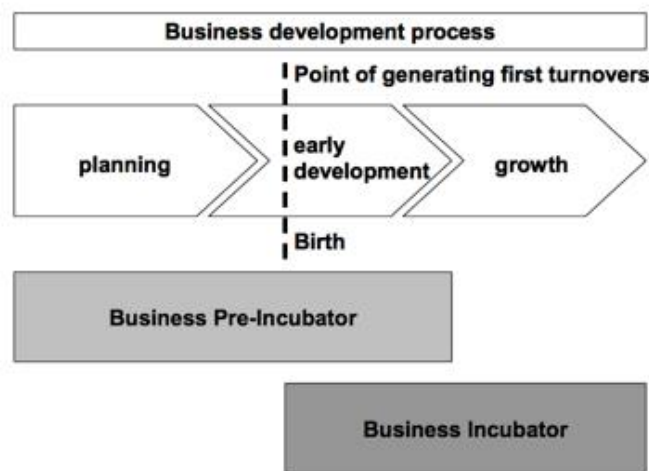 Business development process
Point of generating first turnovers
planning
early
development
growth
Birth
Business Pre-Incubator
Business Incubator